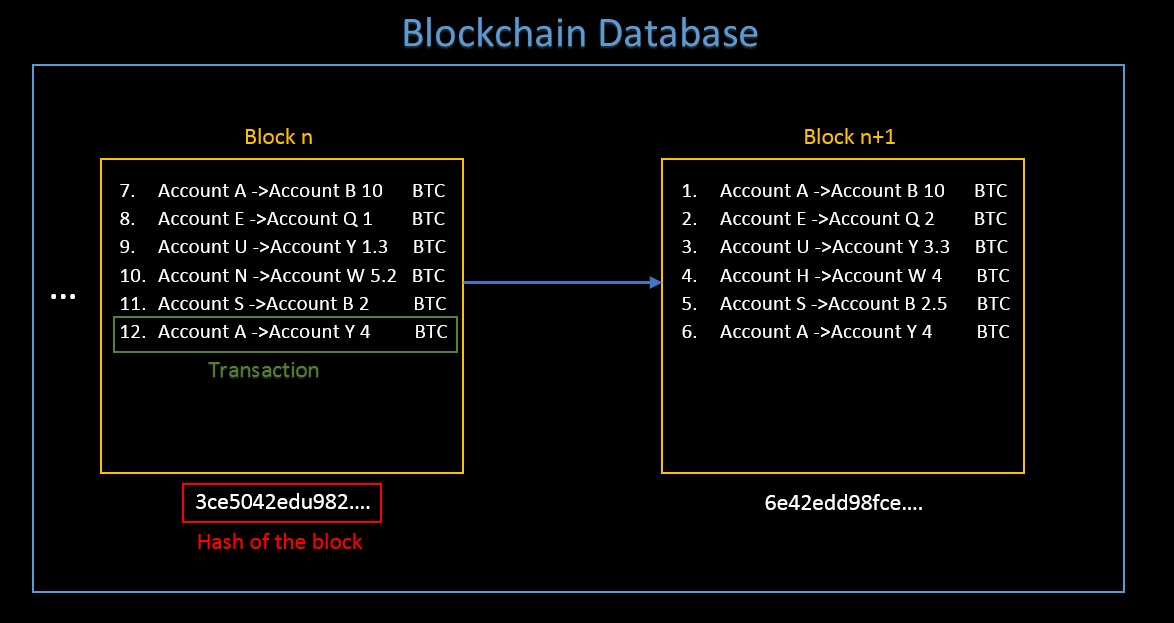 Blockchain Database
Block n
7. Account A ->Account B 10 BTC
8. Account E ->Account Q 1 BTC
9. Account U ->Account Y 1.3 BTC
10. Account N ->Account W 5.2 BTC
11. Account S ->Account B 2 BTC
12. Account A ->Account Y 4 BTC
Transaction
3ce5042edu982....
Hash of the block
...
Block n+1
1. Account A ->Account B 10 BTC
2. Account E ->Account Q 2 BTC
3. Account U ->Account Y 3.3 BTC
4. Account H ->Account W 4 BTC
5. Account S ->Account B 2.5 BTC
6. Account A ->Account Y 4 BTC
6e42edd98fce....